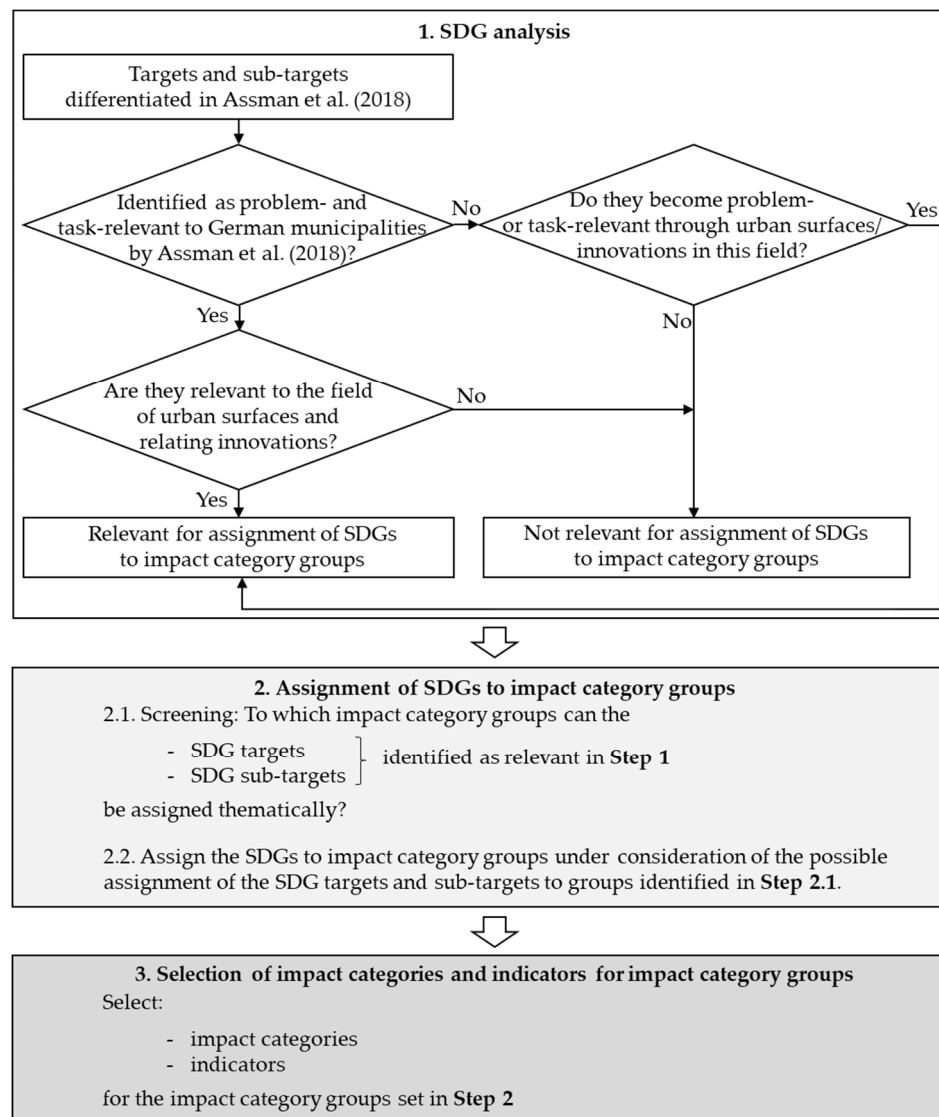 1. SDG analysis
Targets and sub-targets
differentiated in Assman et al. (2018)
Identified as problem- and
task-relevant to German municipalities
by Assman et al. (2018)?
No
Do they become problem-
or task-relevant through urban surfaces/
innovations in this field?
Yes
Yes
No
Are they relevant to the field
of urban surfaces and
relating innovations?
No
Yes
Relevant for assignment of SDGs
to impact category groups
Not relevant for assignment of SDGs
to impact category groups
2. Assignment of SDGs to impact category groups
2.1. Screening: To which impact category groups can the
- SDG targets
- SDG sub-targets
identified as relevant in Step 1
be assigned thematically?
2.2. Assign the SDGs to impact category groups under consideration of the possible
assignment of the SDG targets and sub-targets to groups identified in Step 2.1.
3. Selection of impact categories and indicators for impact category groups
Select:
- impact categories
- indicators
for the impact category groups set in Step 2